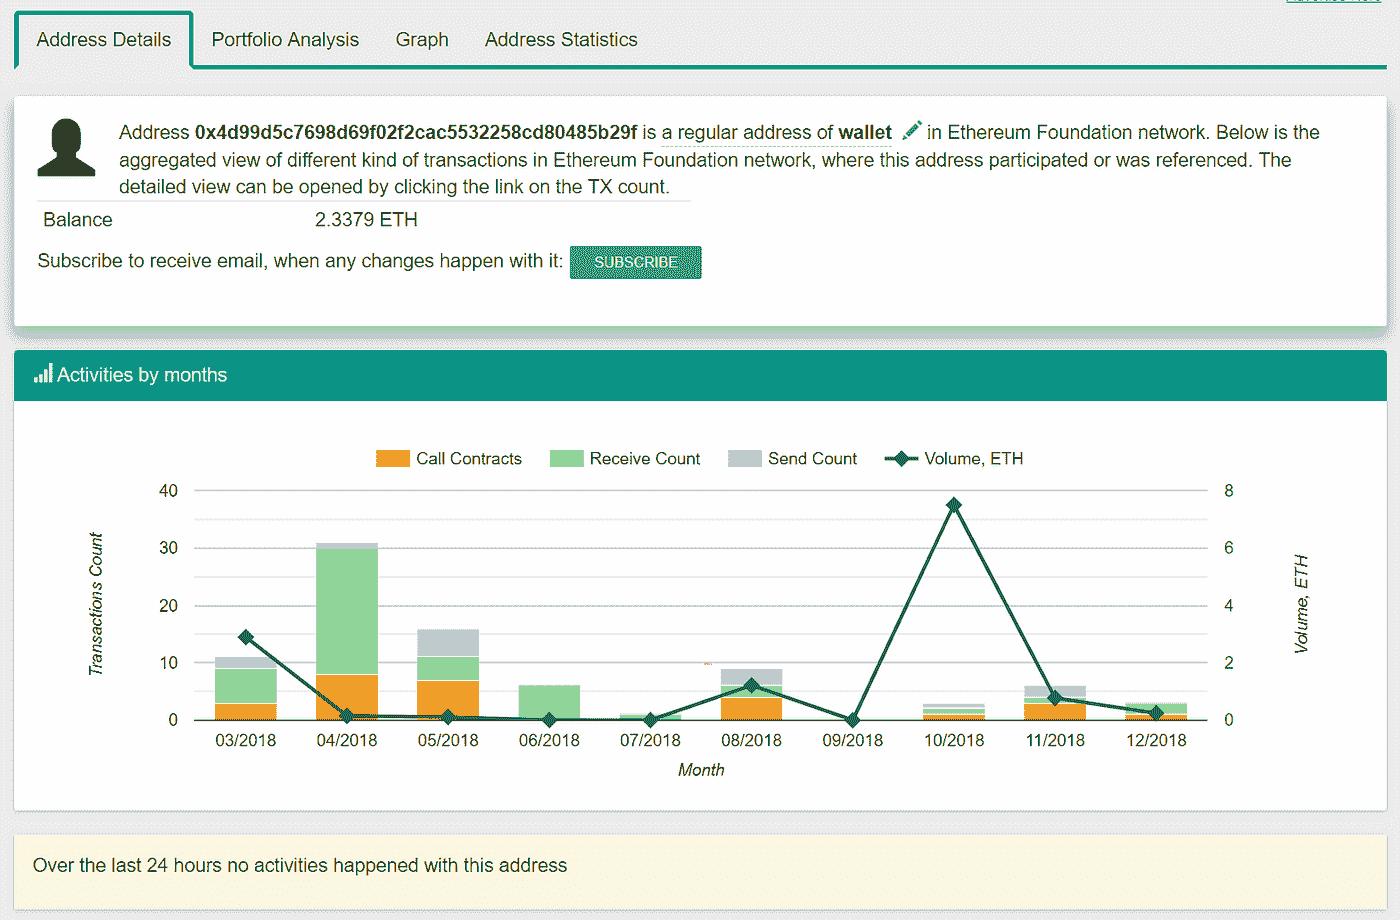 Address Details Portfolio Analysis Graph Address Statistics
Address 0x4d99d5c7698d69f02f2cac5532258cd80485b29f is a regular address of wallet in Ethereum Foundation network. Below is the
aggregated view of different kind of transactions in Ethereum Foundation network, where this address participated or was referenced. The
detailed view can be opened by clicking the link on the TX count.
Balance 2.3379 ETH
Subscribe to receive email, when any changes happen with it: SUBSCRIBE
Activities by months
Call Contracts Receive Count Send Count Volume, ETH
40 8
30 6
20 4
10 2
0 0
Transactions Count
Volume, ETH
03/2018 04/2018 05/2018 06/2018 07/2018 08/2018 09/2018 10/2018 11/2018 12/2018
Month
Over the last 24 hours no activities happened with this address